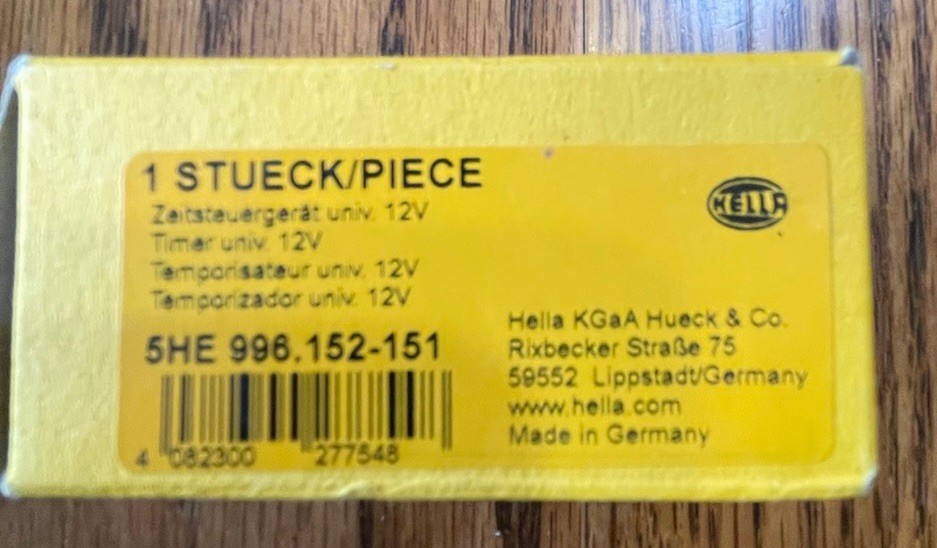 1 STUECK/PIECE
HELLA
Zeitsteuergerät univ. 12V
Timer univ. 12V
Temporisateur univ. 12V
Temporizador univ. 12V
5HE 996.152-151
4 082300 277548
Hella KGaA Hueck & Co.
Rixbecker Straße 75
59552 Lippstadt/Germany
www.hella.com
Made in Germany